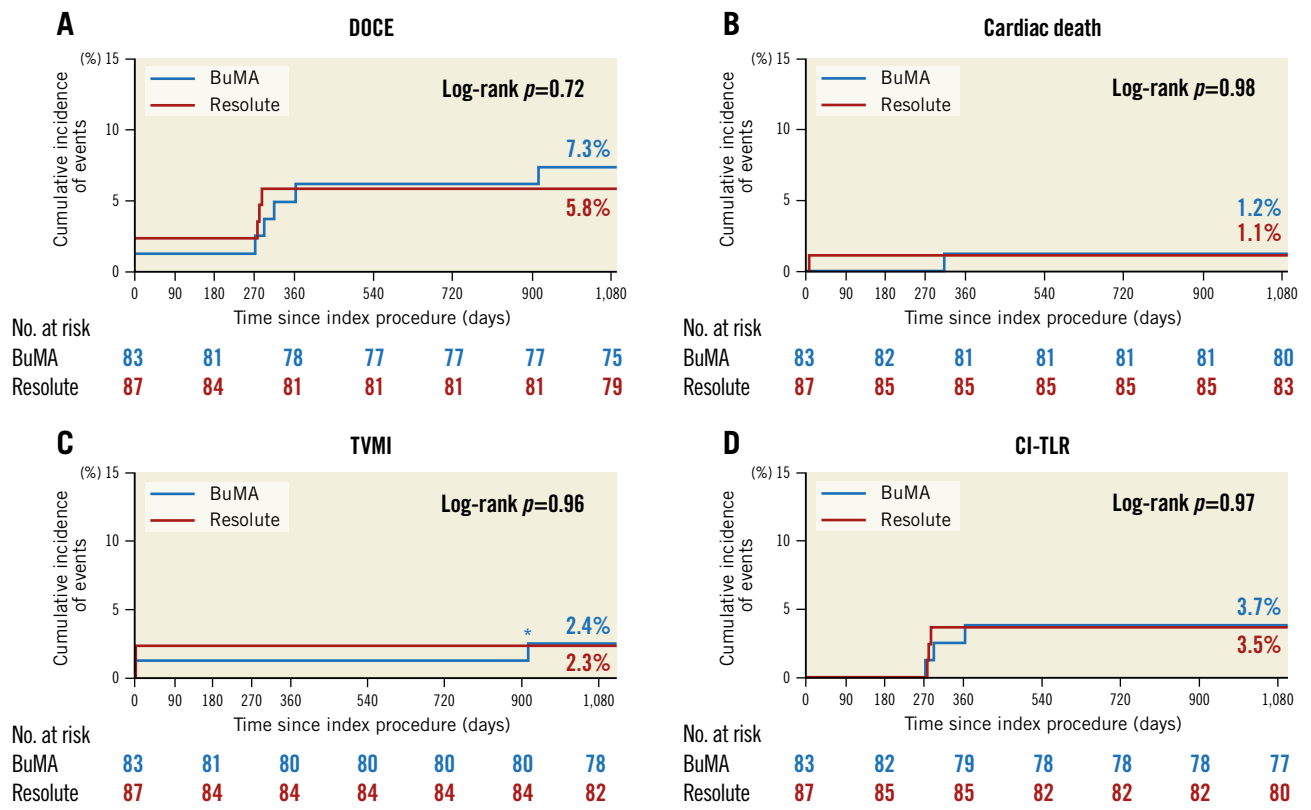 A
DOCE
(%) 15
10
5
0
Cumulative incidence
of events
BuMA
Resolute
Log-rank p=0.72
7.3%
5.8%
0 90 180 270 360 540 720 900 1,080
Time since index procedure (days)
No. at risk
BuMA 83 81 78 77 77 77 75
Resolute 87 84 81 81 81 81 79
B
Cardiac death
(%) 15
10
5
0
Cumulative incidence
of events
BuMA
Resolute
Log-rank p=0.98
1.2%
1.1%
0 90 180 270 360 540 720 900 1,080
Time since index procedure (days)
No. at risk
BuMA 83 82 81 81 81 81 80
Resolute 87 85 85 85 85 85 83
C
TVMI
(%) 15
10
5
0
Cumulative incidence
of events
BuMA
Resolute
Log-rank p=0.96
*
2.4%
2.3%
0 90 180 270 360 540 720 900 1,080
Time since index procedure (days)
No. at risk
BuMA 83 81 80 80 80 80 78
Resolute 87 84 84 84 84 84 82
D
CI-TLR
(%) 15
10
5
0
Cumulative incidence
of events
BuMA
Resolute
Log-rank p=0.97
3.7%
3.5%
0 90 180 270 360 540 720 900 1,080
Time since index procedure (days)
No. at risk
BuMA 83 82 79 78 78 78 77
Resolute 87 85 85 82 82 82 80